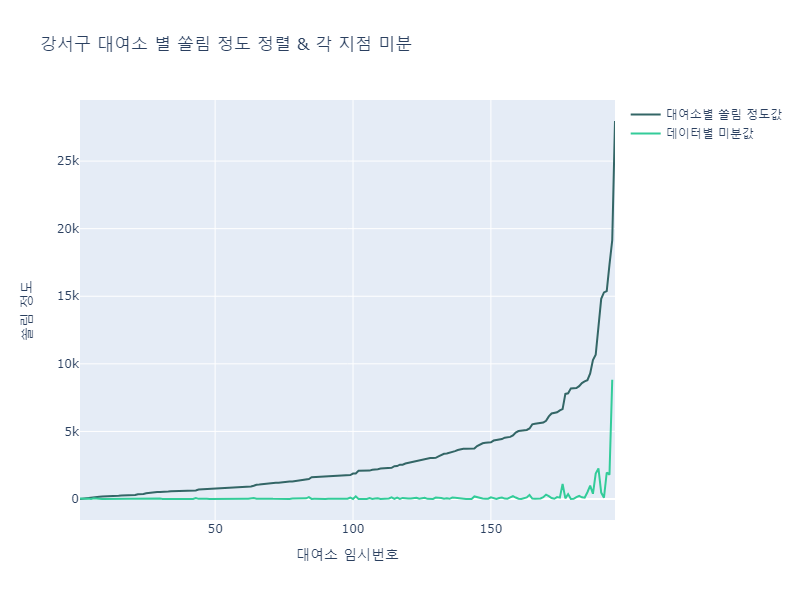 강서구 대여소 별 쏠림 정도 정렬 & 각 지점 미분
대여소별 쏠림 정도값
데이터별 미분값
25k
20k
15k
10k
5k
0
쏠림 정도
50
100
150
대여소 임시번호